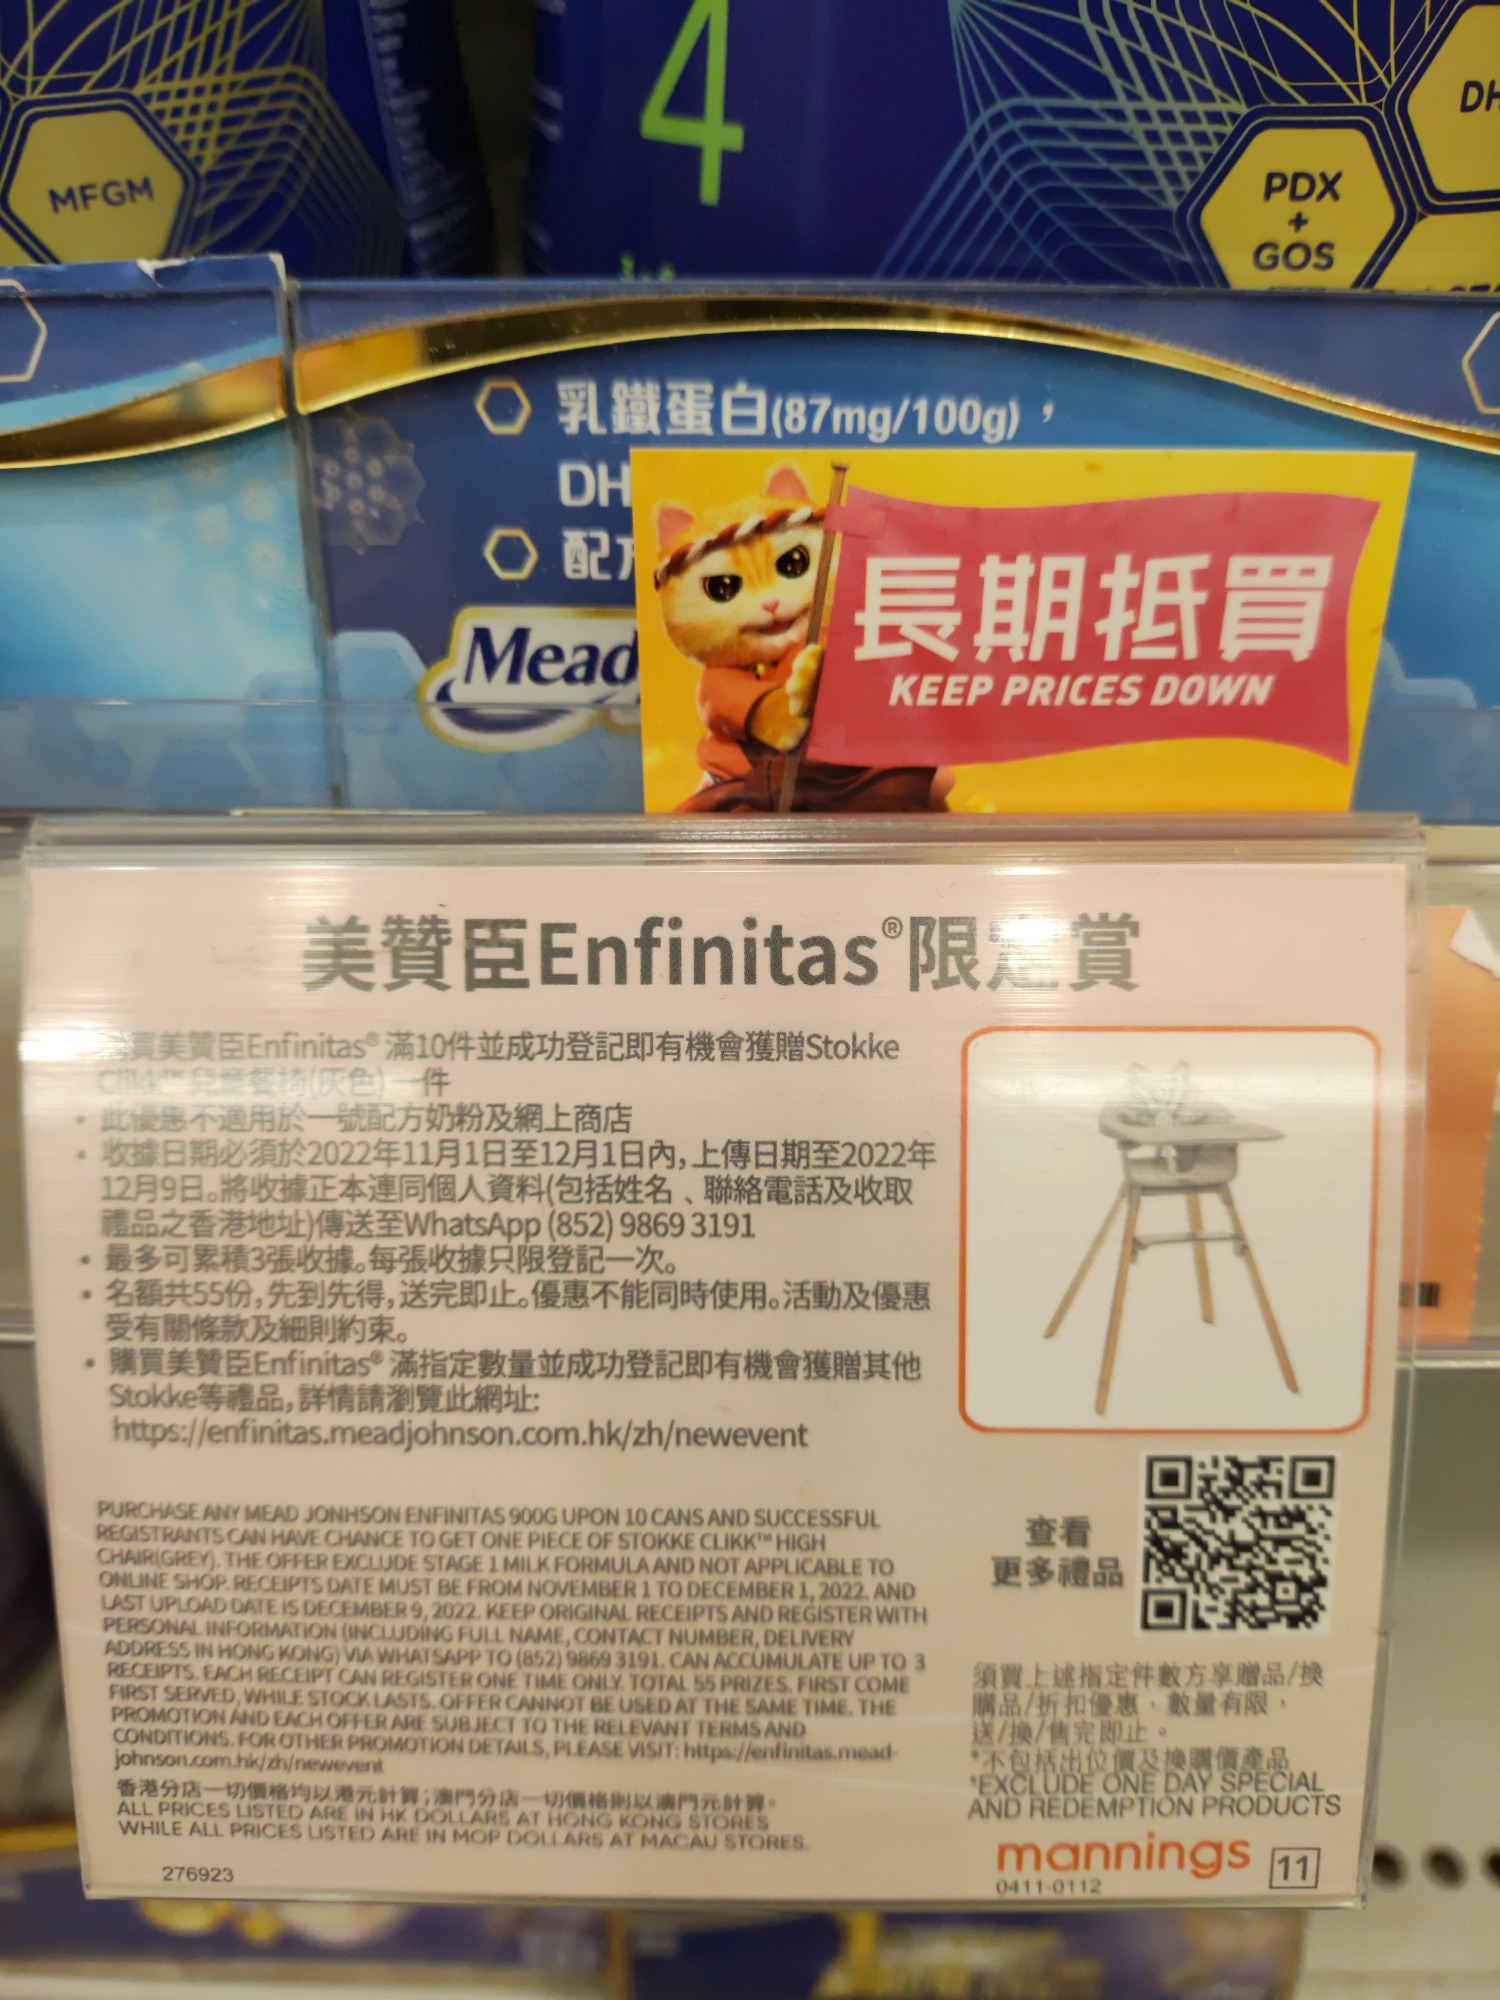 4
MFGM
DH
PDX
+
GOS
乳鐵蛋白(87mg/100g)，
DH
配方
Mead
長期抵買
KEEP PRICES DOWN
美贊臣Enfinitas®限定賞
買美贊臣Enfinitas® 滿10件並成功登記即有機會獲贈Stokke
Clikk™ 兒童餐椅(灰色) 一件
• 此優惠不適用於一號配方奶粉及網上商店
• 收據日期必須於2022年11月1日至12月1日內，上傳日期至2022年
12月9日。將收據正本連同個人資料(包括姓名、聯絡電話及收取
禮品之香港地址)傳送至WhatsApp (852) 9869 3191
• 最多可累積3張收據。每張收據只限登記一次。
• 名額共55份，先到先得，送完即止。優惠不能同時使用。活動及優惠
受有關條款及細則約束。
• 購買美贊臣Enfinitas® 滿指定數量並成功登記即有機會獲贈其他
Stokke等禮品，詳情請瀏覽此網址:
https://enfinitas.meadjohnson.com.hk/zh/newevent
PURCHASE ANY MEAD JONHSON ENFINITAS 900G UPON 10 CANS AND SUCCESSFUL
REGISTRANTS CAN HAVE CHANCE TO GET ONE PIECE OF STOKKE CLIKK™ HIGH
CHAIR(GREY). THE OFFER EXCLUDE STAGE 1 MILK FORMULA AND NOT APPLICABLE TO
ONLINE SHOP. RECEIPTS DATE MUST BE FROM NOVEMBER 1 TO DECEMBER 1, 2022. AND
LAST UPLOAD DATE IS DECEMBER 9, 2022. KEEP ORIGINAL RECEIPTS AND REGISTER WITH
PERSONAL INFORMATION (INCLUDING FULL NAME, CONTACT NUMBER, DELIVERY
ADDRESS IN HONG KONG) VIA WHATSAPP TO (852) 9869 3191. CAN ACCUMULATE UP TO 3
RECEIPTS. EACH RECEIPT CAN REGISTER ONE TIME ONLY. TOTAL 55 PRIZES. FIRST COME
FIRST SERVED, WHILE STOCK LASTS. OFFER CANNOT BE USED AT THE SAME TIME. THE
PROMOTION AND EACH OFFER ARE SUBJECT TO THE RELEVANT TERMS AND
CONDITIONS. FOR OTHER PROMOTION DETAILS, PLEASE VISIT: https://enfinitas.mead-
johnson.com.hk/zh/newevent
香港分店一切價格均以港元計算；澳門分店一切價格則以澳門元計算。
ALL PRICES LISTED ARE IN HK DOLLARS AT HONG KONG STORES
WHILE ALL PRICES LISTED ARE IN MOP DOLLARS AT MACAU STORES.
276923
查看
更多禮品
須買上述指定件數方享贈品/換
購品/折扣優惠，數量有限，
送/換/售完即止。
*不包括出位價及換購價產品
*EXCLUDE ONE DAY SPECIAL
AND REDEMPTION PRODUCTS
mannings
0411-0112
11